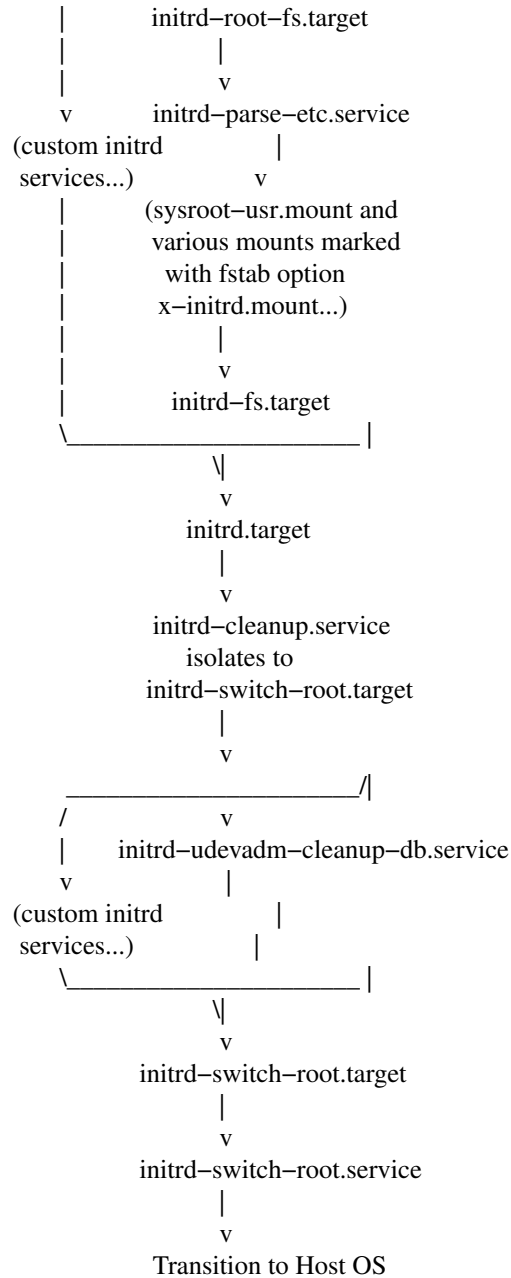 |             initrd−root−fs.target
|                       |
|                       v
v             initrd−parse−etc.service
(custom initrd                    |
services...)                  v
|             (sysroot−usr.mount and
|              various mounts marked
|                with fstab option
|               x−initrd.mount...)
|                       |
|                       v
|                 initrd−fs.target
\______________________ |
                       \|
                        v
                   initrd.target
                        |
                        v
              initrd−cleanup.service
                   isolates to
             initrd−switch−root.target
                        |
                        v
 ______________________/|
/                       v
|        initrd−udevadm−cleanup−db.service
v                       |
(custom initrd                    |
services...)                  |
\______________________ |
                       \|
                        v
            initrd−switch−root.target
                        |
                        v
            initrd−switch−root.service
                        |
                        v
              Transition to Host OS